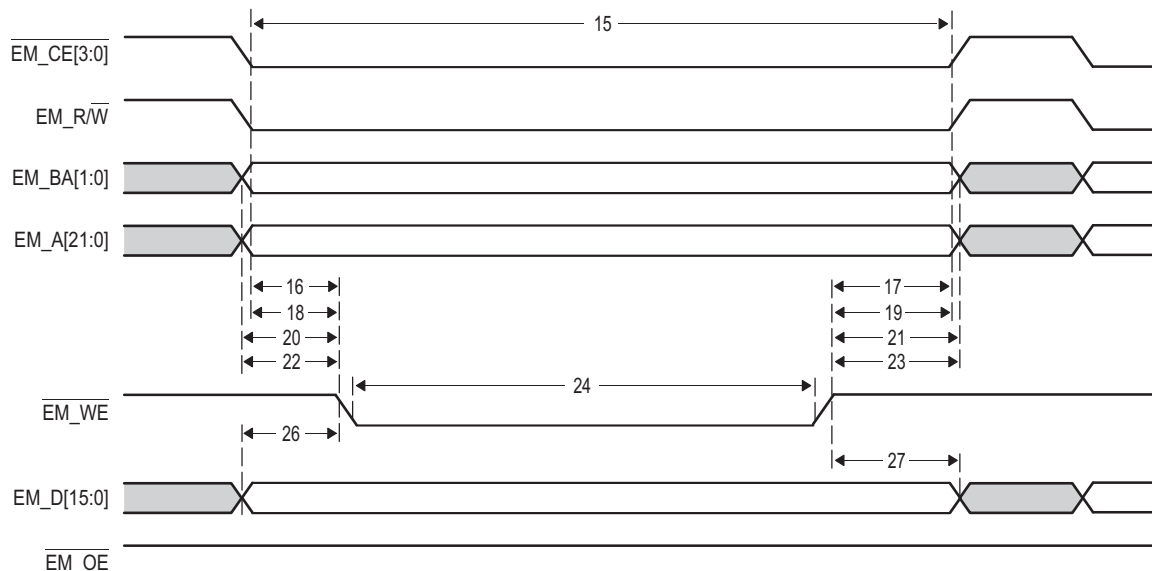 15
EM_CE[3:0]
EM_R/W
EM_BA[1:0]
EM_A[21:0]
16 17
18 19
20 21
22 23
24
EM_WE
26
27
EM_D[15:0]
EM_OE